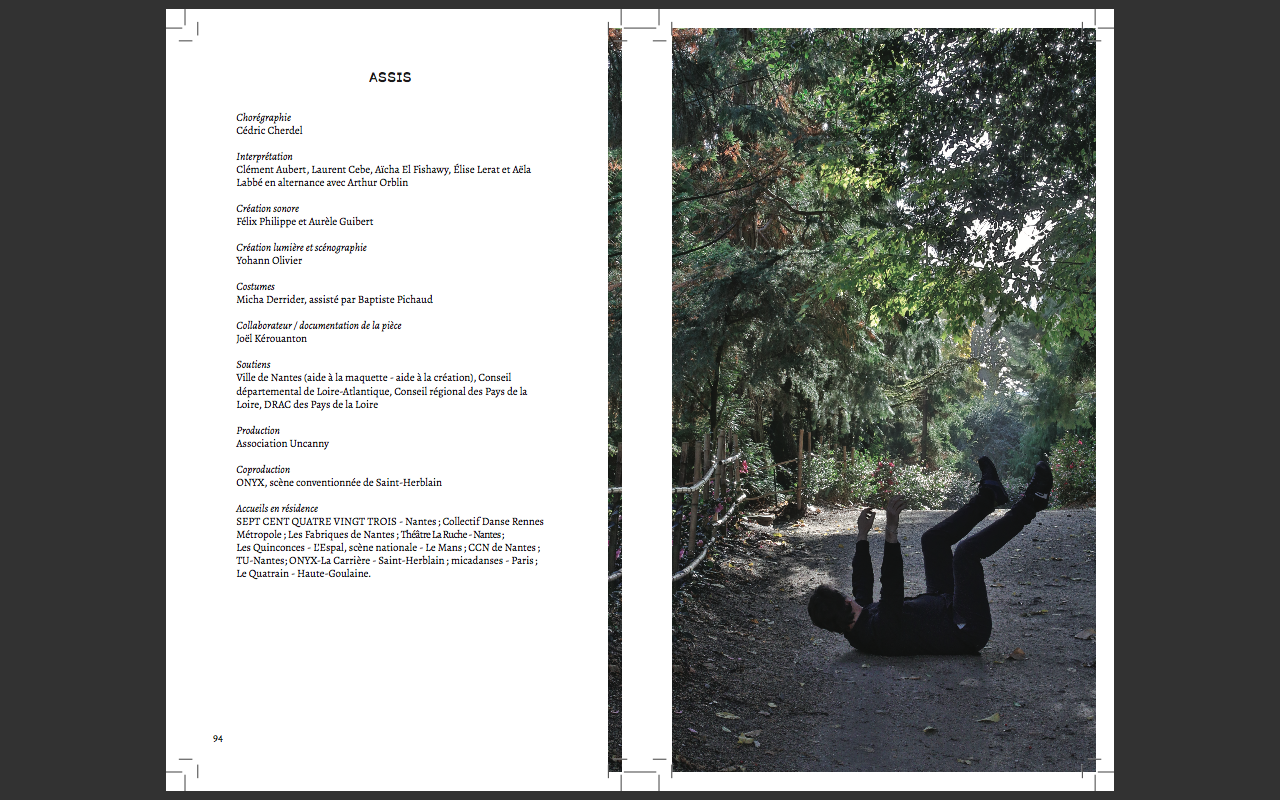 ASSIS
Chorégraphie
Cédric Cherdel
Interprétation
Clément Aubert, Laurent Cebe, Aïcha El Fishawy, Élise Lerat et Aëla
Labbé en alternance avec Arthur Orblin
Création sonore
Félix Philippe et Aurèle Guibert
Création lumière et scénographie
Yohann Olivier
Costumes
Micha Derrider, assisté par Baptiste Pichaud
Collaborateur / documentation de la pièce
Joël Kérouanton
Soutiens
Ville de Nantes (aide à la maquette - aide à la création), Conseil
départemental de Loire-Atlantique, Conseil régional des Pays de la
Loire, DRAC des Pays de la Loire
Production
Association Uncanny
Coproduction
ONYX, scène conventionnée de Saint-Herblain
Accueils en résidence
SEPT CENT QUATRE VINGT TROIS - Nantes ; Collectif Danse Rennes
Métropole ; Les Fabriques de Nantes ; Théâtre La Ruche - Nantes ;
Les Quinconces - L'Espal, scène nationale - Le Mans ; CCN de Nantes ;
TU-Nantes; ONYX-La Carrière - Saint-Herblain ; micadanses - Paris ;
Le Quatrain - Haute-Goulaine.
94